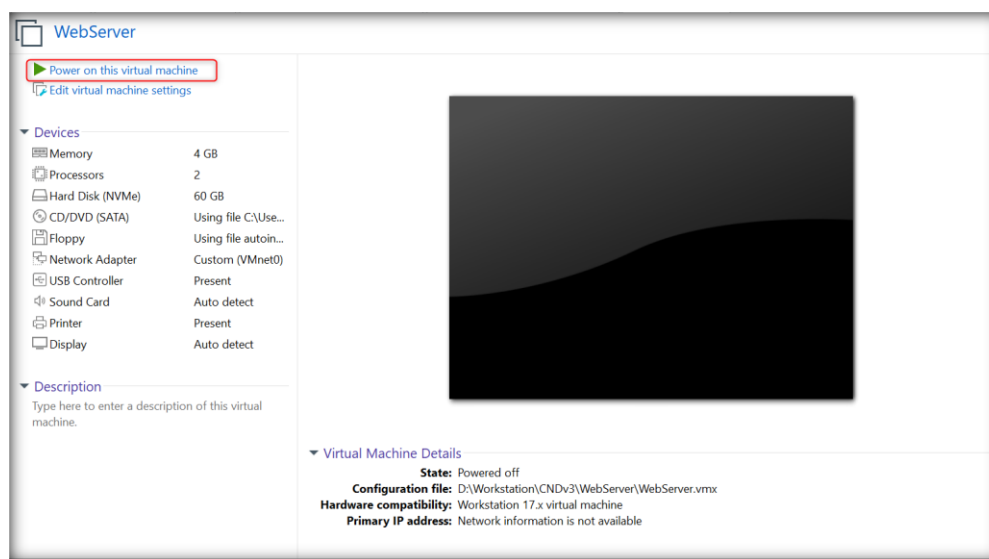 WebServer
Power on this virtual machine
Edit virtual machine settings
Devices
Memory 4 GB
Processors 2
Hard Disk (NVMe) 60 GB
CD/DVD (SATA) Using file C:\Use...
Floppy Using file autoin...
Network Adapter Custom (VMnet0)
USB Controller Present
Sound Card Auto detect
Printer Present
Display Auto detect
Description
Type here to enter a description of this virtual
machine.
Virtual Machine Details
State: Powered off
Configuration file: D:\Workstation\CNDv3\WebServer\WebServer.vmx
Hardware compatibility: Workstation 17.x virtual machine
Primary IP address: Network information is not available